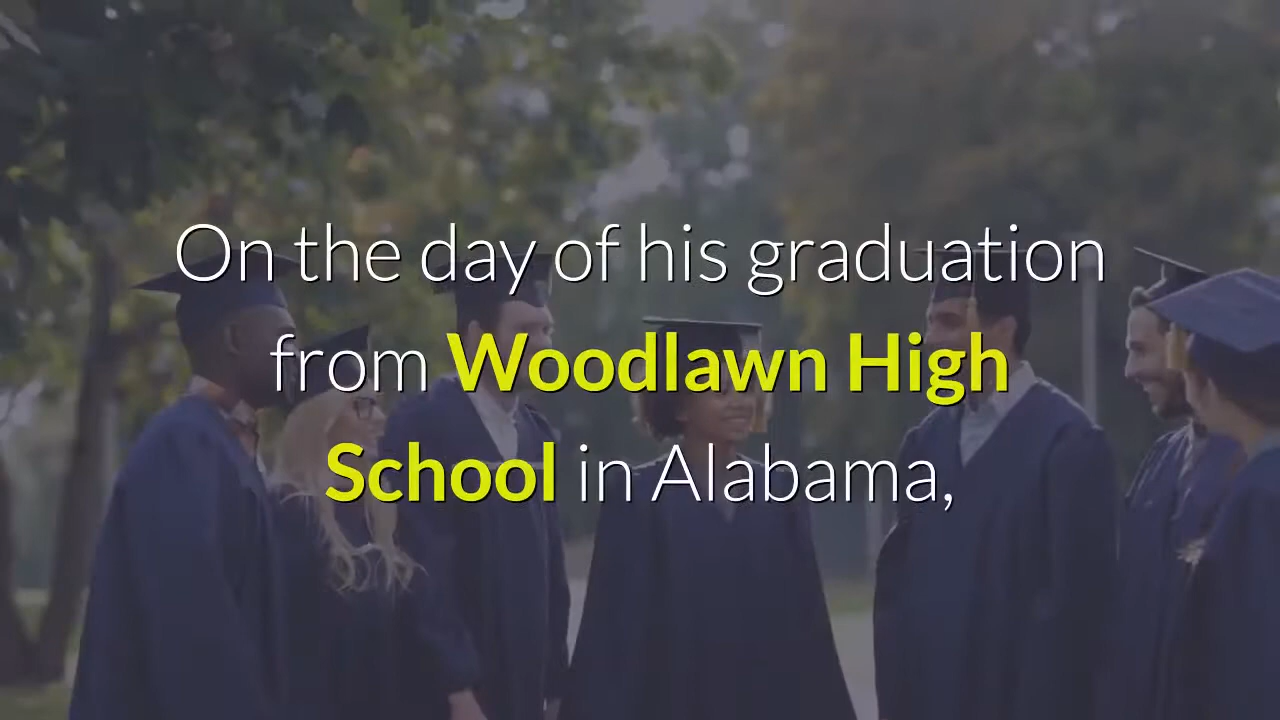 On the day of his graduation
from Woodlawn High
School in Alabama,